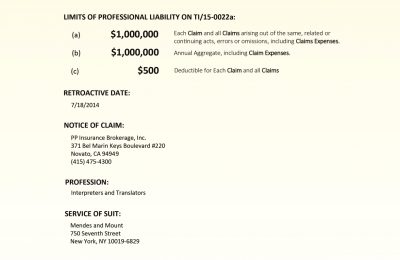 LIMITS OF PROFESSIONAL LIABILITY ON TI/15-0022a:
(a) $1,000,000 Each Claim and all Claims arising out of the same, related or
continuing acts, errors or omissions, including Claims Expenses.
(b) $1,000,000 Annual Aggregate, including Claim Expenses.
(c) $500 Deductible for Each Claim and all Claims
RETROACTIVE DATE:
7/18/2014
NOTICE OF CLAIM:
PP Insurance Brokerage, Inc.
371 Bel Marin Keys Boulevard #220
Novato, CA 94949
(415) 475-4300
PROFESSION:
Interpreters and Translators
SERVICE OF SUIT:
Mendes and Mount
750 Seventh Street
New York, NY 10019-6829